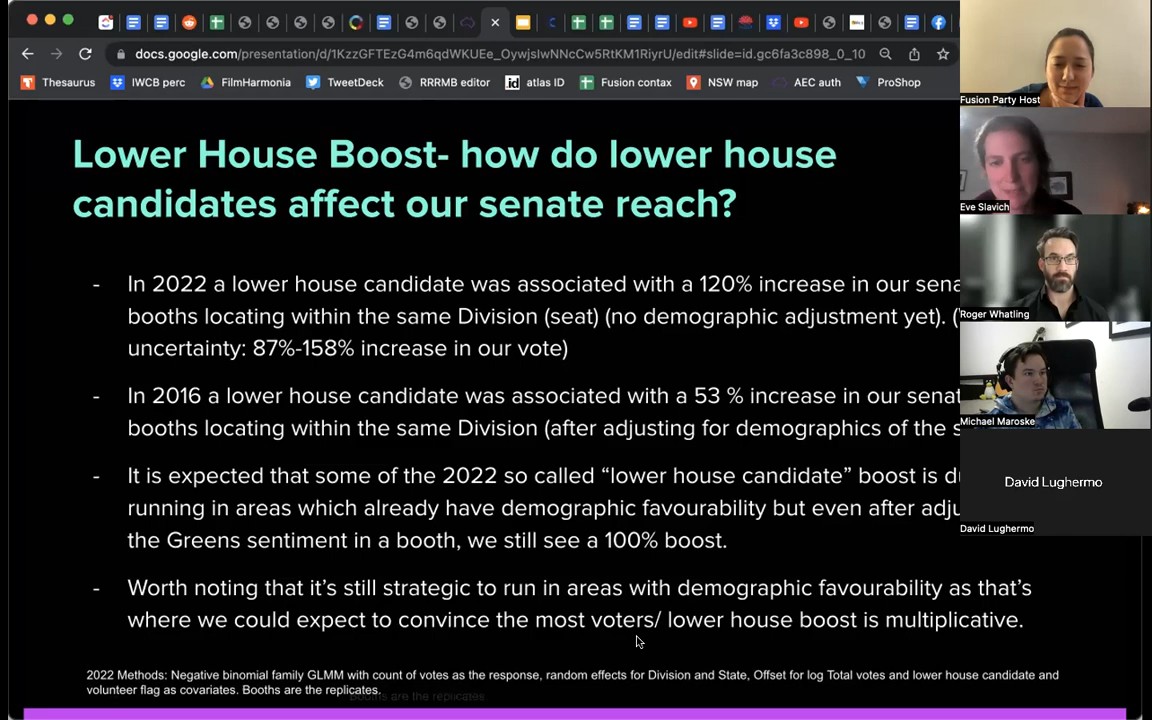 docs.google.com/presentation/d/1KzzGFTEzG4m6qdWKUEe_OywjsIwNNcCw5RtKM1RiyrU/edit#slide=id.gc6fa3c898_0_10
Thesaurus IWCB perc FilmHarmonia TweetDeck RRRMB editor id atlas ID Fusion contax NSW map AEC auth ProShop
Lower House Boost- how do lower house
candidates affect our senate reach?
- In 2022 a lower house candidate was associated with a 120% increase in our sena
booths locating within the same Division (seat) (no demographic adjustment yet). (
uncertainty: 87%-158% increase in our vote)
- In 2016 a lower house candidate was associated with a 53 % increase in our senat
booths locating within the same Division (after adjusting for demographics of the s
- It is expected that some of the 2022 so called “lower house candidate” boost is d
running in areas which already have demographic favourability but even after adju
the Greens sentiment in a booth, we still see a 100% boost.
- Worth noting that it’s still strategic to run in areas with demographic favourability as that’s
where we could expect to convince the most voters/ lower house boost is multiplicative.
2022 Methods: Negative binomial family GLMM with count of votes as the response, random effects for Division and State, Offset for log Total votes and lower house candidate and
volunteer flag as covariates. Booths are the replicates.
Booths are the replicates.
Fusion Party Host
Eve Slavich
Roger Whatling
Michael Maroske
David Lughermo
David Lughermo